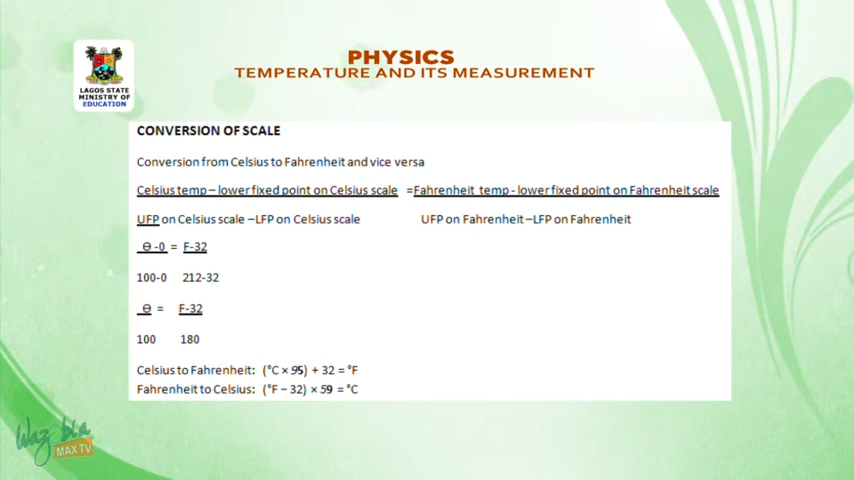 PHYSICS
TEMPERATURE AND ITS MEASUREMENT
LAGOS STATE
MINISTRY OF
EDUCATION
CONVERSION OF SCALE
Conversion from Celsius to Fahrenheit and vice versa
Celsius temp – lower fixed point on Celsius scale = Fahrenheit temp - lower fixed point on Fahrenheit scale
UFP on Celsius scale – LFP on Celsius scale UFP on Fahrenheit – LFP on Fahrenheit
Ɵ -0 = F-32
100-0 212-32
Ɵ = F-32
100 180
Celsius to Fahrenheit: (°C × 95) + 32 = °F
Fahrenheit to Celsius: (°F − 32) × 59 = °C
Wazobia
MAX TV